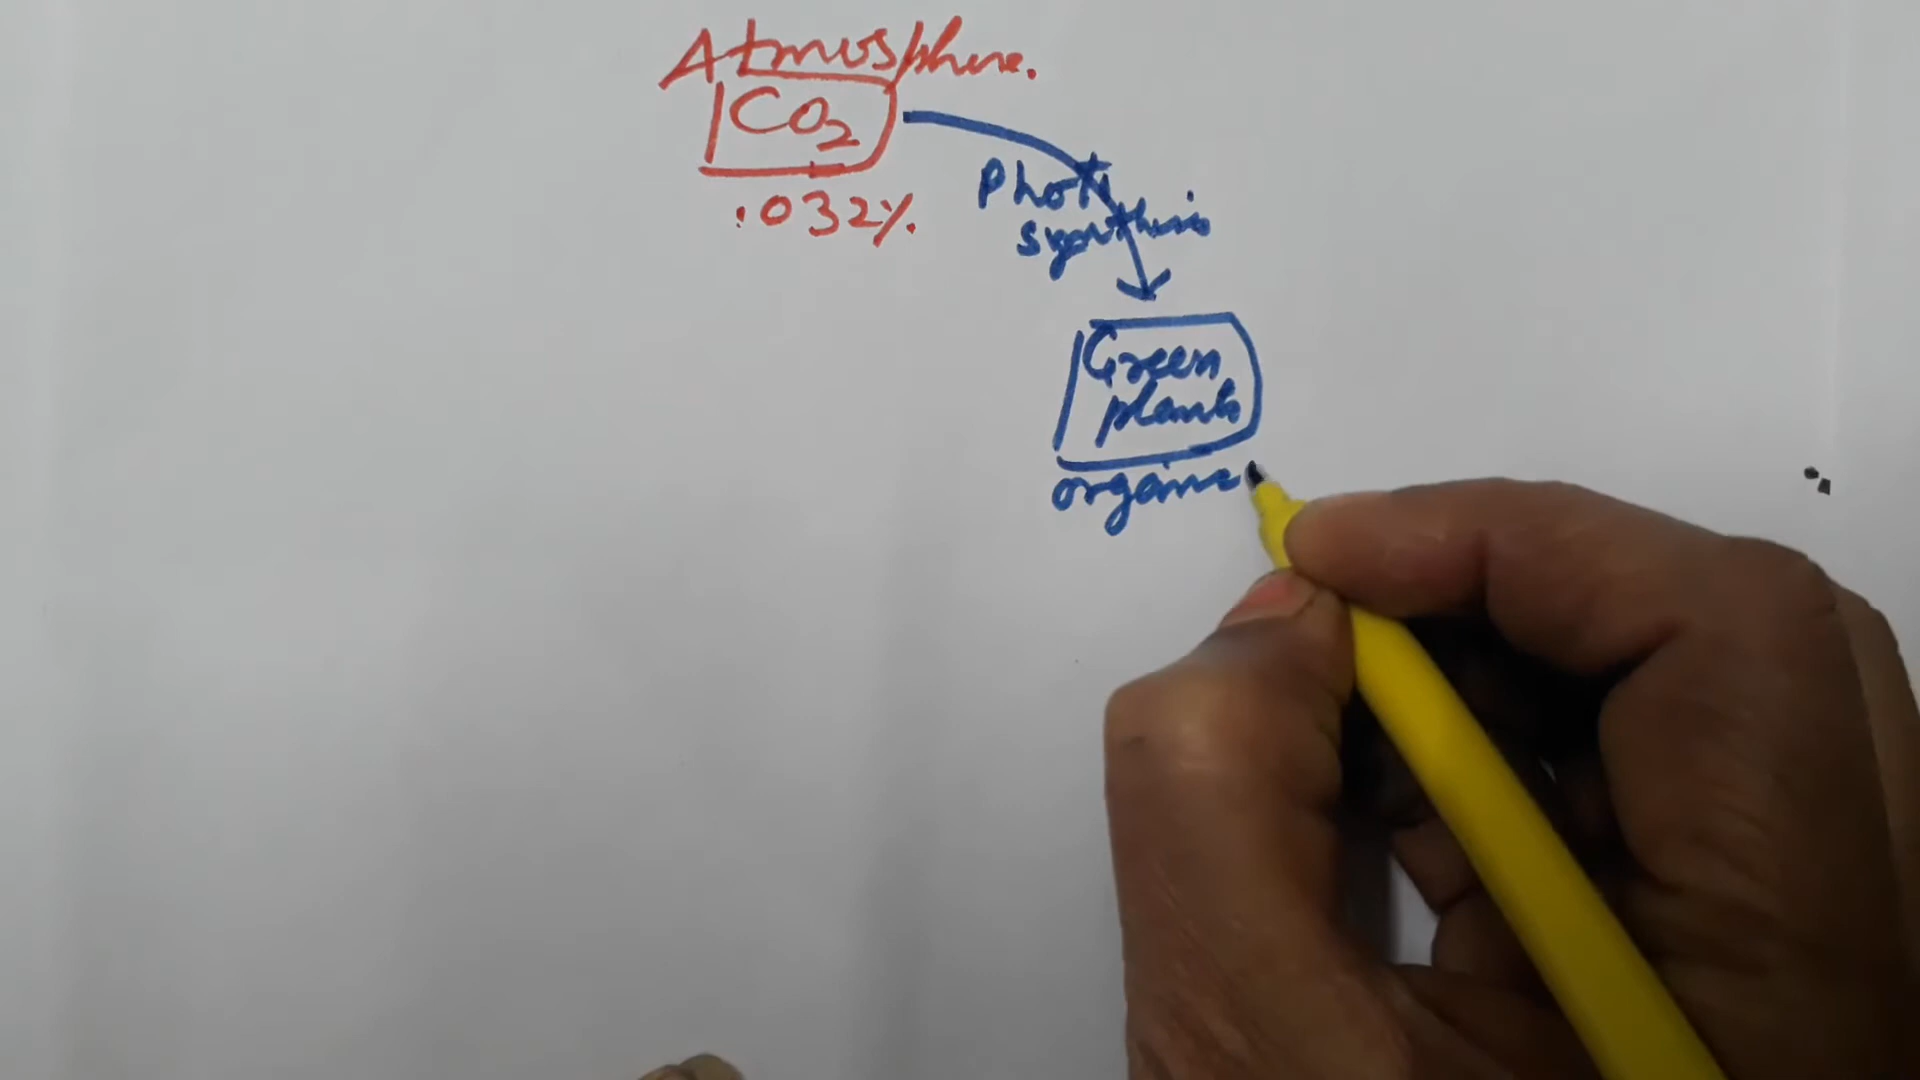 Atmosphere.
CO2
.032%.
Photo
synthesis
Green
plants
organic